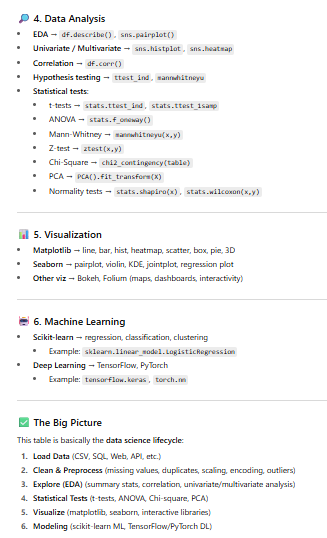 🔎 4. Data Analysis
• EDA → df.describe(), sns.pairplot()
• Univariate / Multivariate → sns.histplot, sns.heatmap
• Correlation → df.corr()
• Hypothesis testing → ttest_ind, mannwhitneyu
• Statistical tests:
• t-tests → stats.ttest_ind, stats.ttest_1samp
• ANOVA → stats.f_oneway()
• Mann-Whitney → mannwhitneyu(x,y)
• Z-test → ztest(x,y)
• Chi-Square → chi2_contingency(table)
• PCA → PCA().fit_transform(X)
• Normality tests → stats.shapiro(x), stats.wilcoxon(x,y)
📊 5. Visualization
• Matplotlib → line, bar, hist, heatmap, scatter, box, pie, 3D
• Seaborn → pairplot, violin, KDE, jointplot, regression plot
• Other viz → Bokeh, Folium (maps, dashboards, interactivity)
🤖 6. Machine Learning
• Scikit-learn → regression, classification, clustering
• Example: sklearn.linear_model.LogisticRegression
• Deep Learning → TensorFlow, PyTorch
• Example: tensorflow.keras, torch.nn
✅ The Big Picture
This table is basically the data science lifecycle:
1. Load Data (CSV, SQL, Web, API, etc.)
2. Clean & Preprocess (missing values, duplicates, scaling, encoding, outliers)
3. Explore (EDA) (summary stats, correlation, univariate/multivariate analysis)
4. Statistical Tests (t-tests, ANOVA, Chi-square, PCA)
5. Visualize (matplotlib, seaborn, interactive libraries)
6. Modeling (scikit-learn ML, TensorFlow/PyTorch DL)